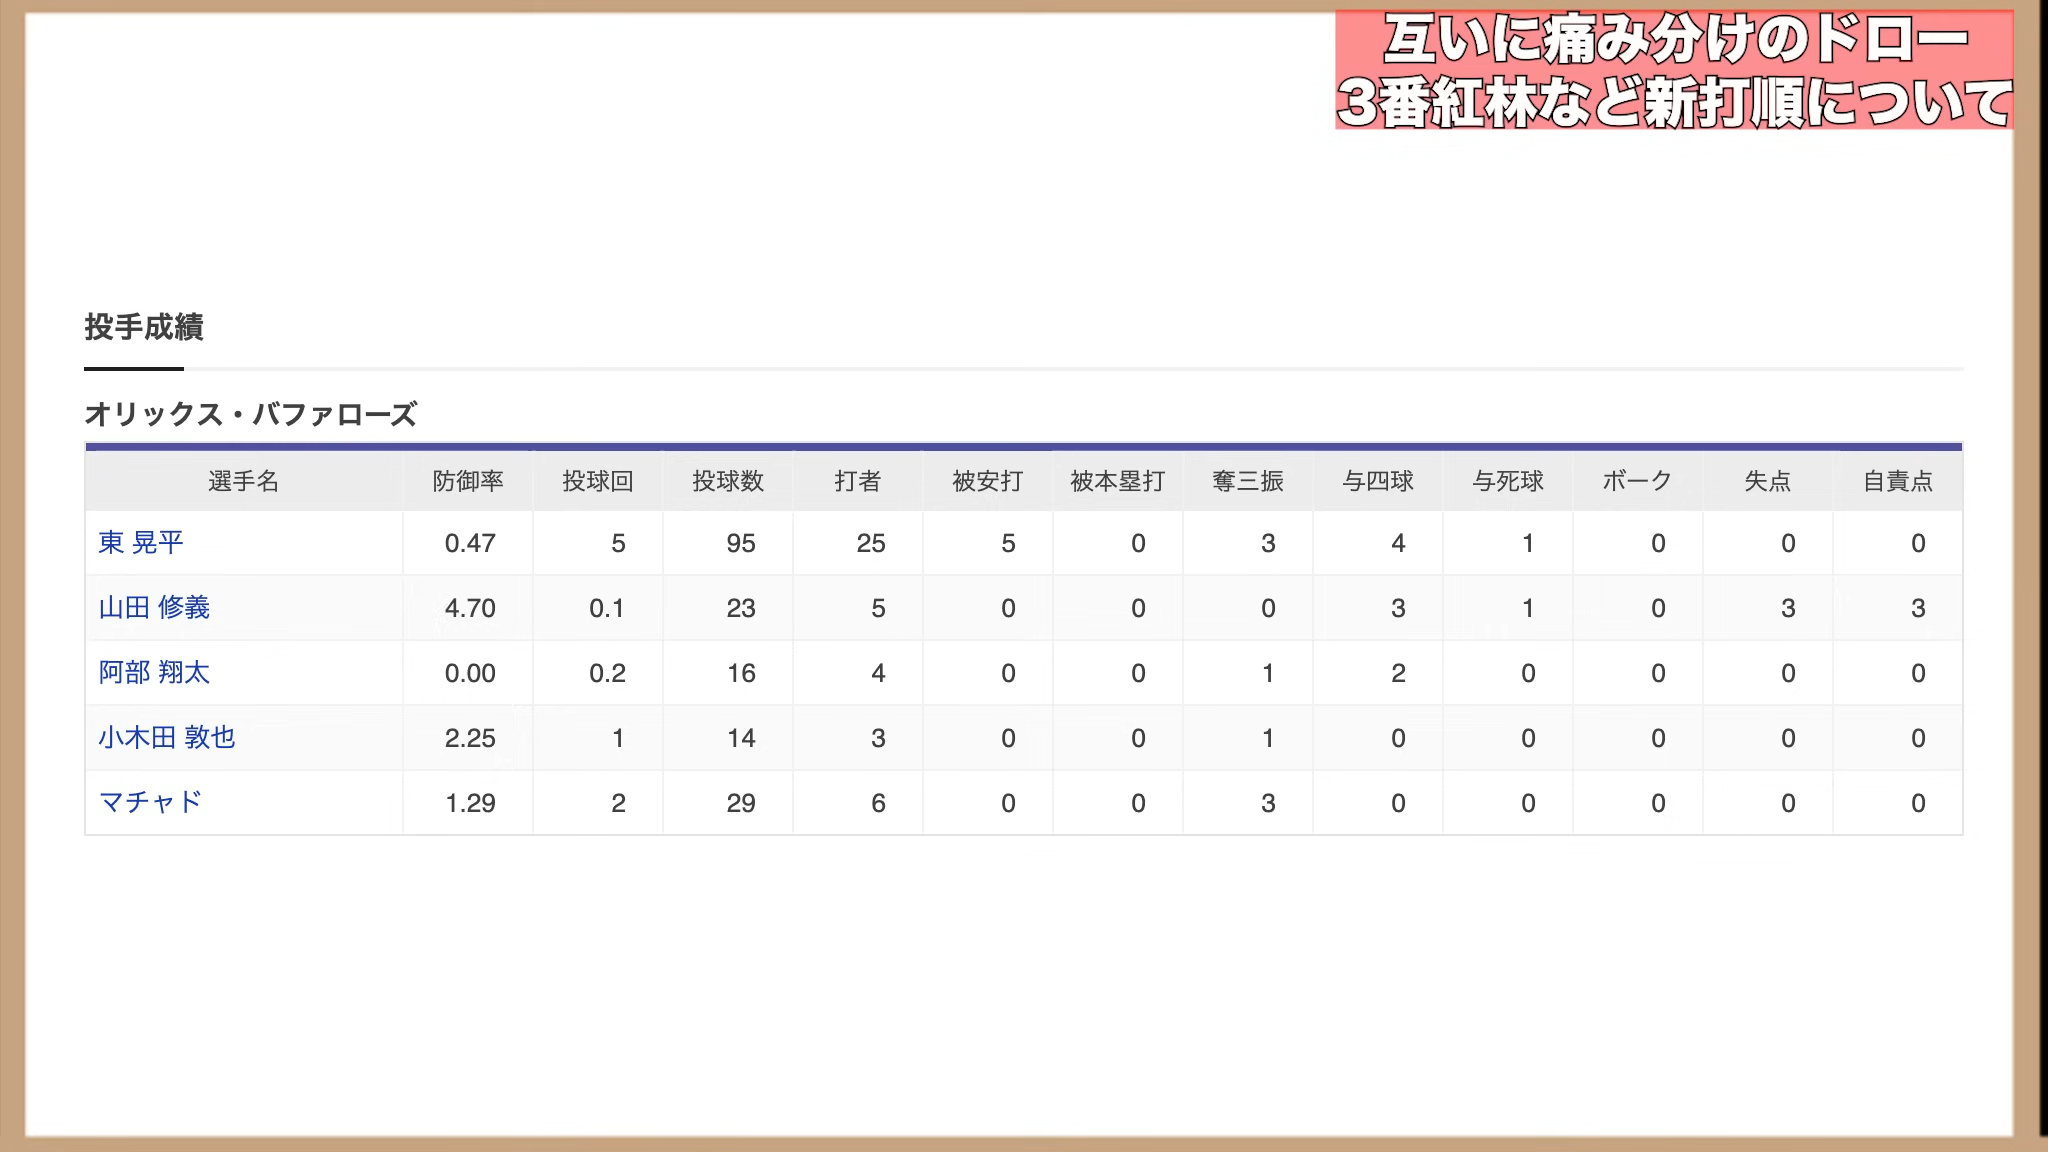 互いに痛み分けのドロー
3番紅林など新打順について
投手成績
オリックス・バファローズ
選手名 防御率 投球回 投球数 打者 被安打 被本塁打 奪三振 与四球 与死球 ボーク 失点 自責点
東 晃平 0.47 5 95 25 5 0 3 4 1 0 0 0
山田 修義 4.70 0.1 23 5 0 0 0 3 1 0 3 3
阿部 翔太 0.00 0.2 16 4 0 0 1 2 0 0 0 0
小木田 敦也 2.25 1 14 3 0 0 1 0 0 0 0 0
マチャド 1.29 2 29 6 0 0 3 0 0 0 0 0